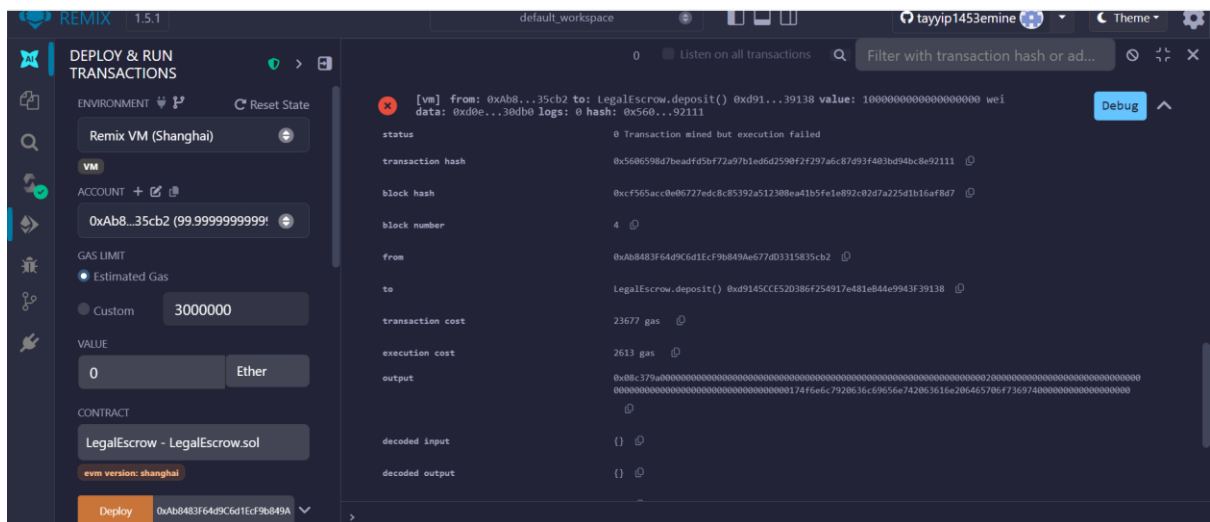 REMIX 1.5.1
default_workspace
tayyip1453emine
Theme
DEPLOY & RUN
TRANSACTIONS
ENVIRONMENT
Reset State
Remix VM (Shanghai)
VM
ACCOUNT
0xAb8...35cb2 (99.9999999999
GAS LIMIT
Estimated Gas
Custom 3000000
VALUE
0 Ether
CONTRACT
LegalEscrow - LegalEscrow.sol
evm version: shanghai
Deploy 0xAb8483F64d9C6d1EcF9b849A
0 Listen on all transactions Filter with transaction hash or ad...
[vm] from: 0xAb8...35cb2 to: LegalEscrow.deposit() 0xd91...39138 value: 1000000000000000000 wei
data: 0xd0e...30db0 logs: 0 hash: 0x560...92111
Debug
status 0 Transaction mined but execution failed
transaction hash
block hash
block number 4
from 0xAb8483F64d9C6d1EcF9b849Ae677dD3315835cb2
to LegalEscrow.deposit() 0xd9145CCE52D386f254917e481eB44e9943F39138
transaction cost 23677 gas
execution cost 2613 gas
output
decoded input {}
decoded output {}
>